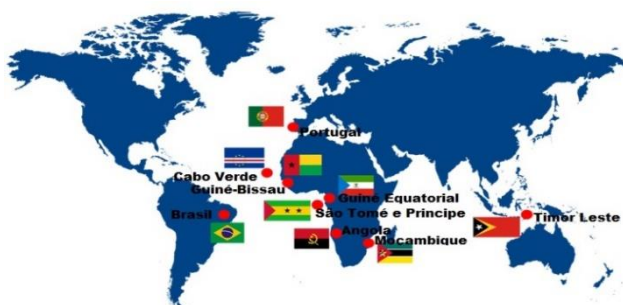 Portugal
Cabo Verde
Guiné-Bissau
Guiné Equatorial
São Tomé e Principe
Brasil
Timor Leste
Angola
Moçambique